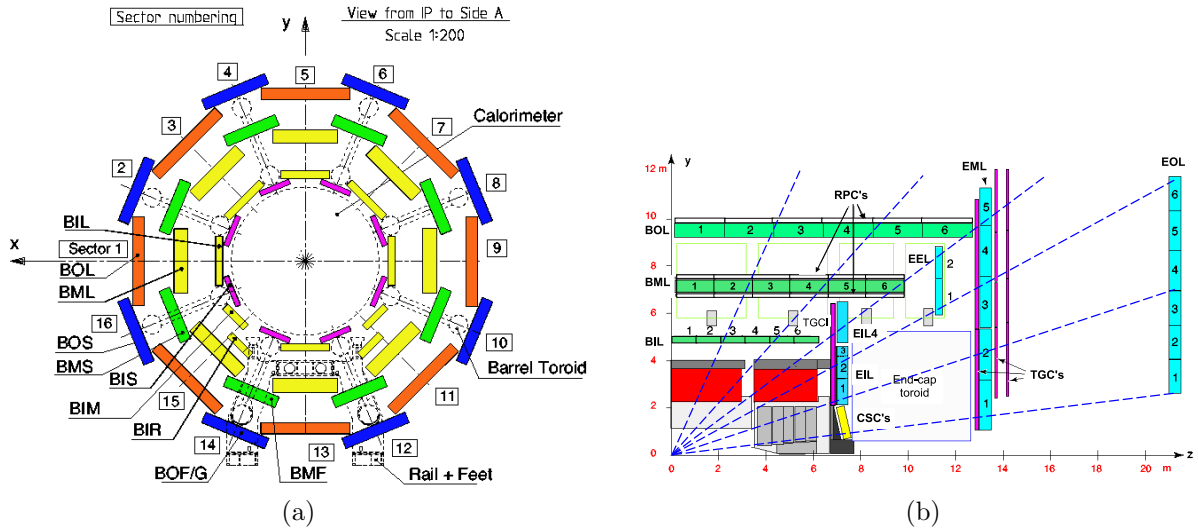 Sector numbering
y
View from IP to Side A
Scale 1:200
4
5
6
3
7
Calorimeter
2
8
BIL
x
Sector 1
9
BOL
BML
16
10
BOS
Barrel Toroid
BMS
BIS
11
BIM
15
BIR
14
13
12
BOF/G
BMF
Rail + Feet
(a)
12 m
y
EML
EOL
RPC's
6
10
5
BOL
1 2 3 4 5 6
5
4
EEL
2
8
4
BML
1 2 3 4 5 6
1
3
3
6
TGCI
1 2 3 4 5 6
EIL4
BIL
2
4
3
EIL
2
2
End-cap
toroid
TGC's
1
1
1
2
CSC's
0
z
0 2 4 6 8 10 12 14 16 18 20 m
(b)